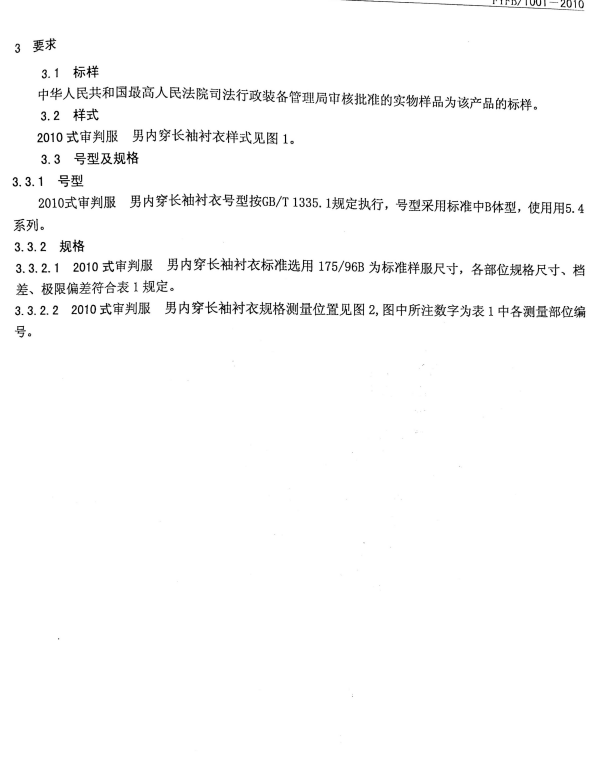 FYFB/1001—2010
3 要求
3.1 标样
中华人民共和国最高人民法院司法行政装备管理局审核批准的实物样品为该产品的标样。
3.2 样式
2010式审判服 男内穿长袖衬衣样式见图1。
3.3 号型及规格
3.3.1 号型
2010式审判服 男内穿长袖衬衣号型按GB/T 1335.1规定执行，号型采用标准中B体型，使用用5.4
系列。
3.3.2 规格
3.3.2.1 2010式审判服 男内穿长袖衬衣标准选用175/96B为标准样服尺寸，各部位规格尺寸、档
差、极限偏差符合表1规定。
3.3.2.2 2010式审判服 男内穿长袖衬衣规格测量位置见图2,图中所注数字为表1中各测量部位编
号。